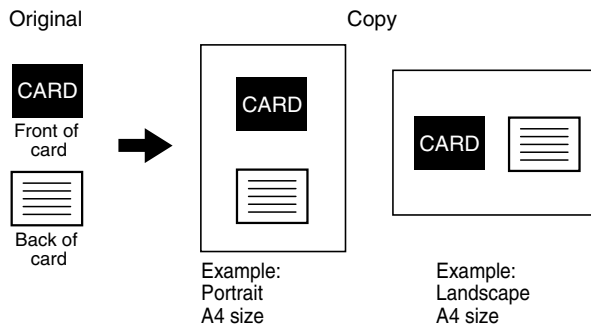 Original
Copy
CARD
Front of
card
Back of
card
CARD
Example:
Portrait
A4 size
CARD
Example:
Landscape
A4 size